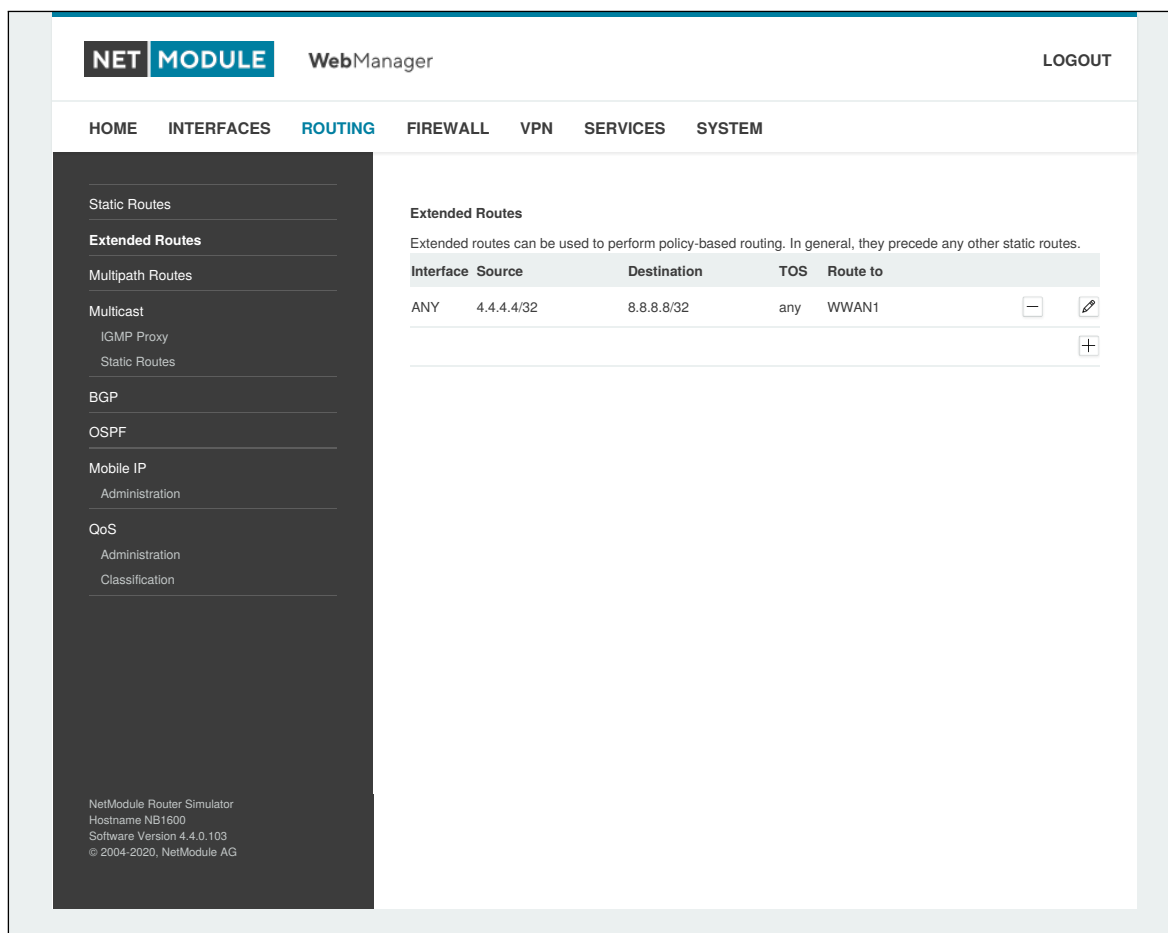 NET MODULE WebManager LOGOUT
HOME INTERFACES ROUTING FIREWALL VPN SERVICES SYSTEM
Static Routes
Extended Routes
Multipath Routes
Multicast
IGMP Proxy
Static Routes
BGP
OSPF
Mobile IP
Administration
QoS
Administration
Classification
NetModule Router Simulator
Hostname NB1600
Software Version 4.4.0.103
© 2004-2020, NetModule AG
Extended Routes
Extended routes can be used to perform policy-based routing. In general, they precede any other static routes.
Interface Source Destination TOS Route to
ANY 4.4.4.4/32 8.8.8.8/32 any WWAN1